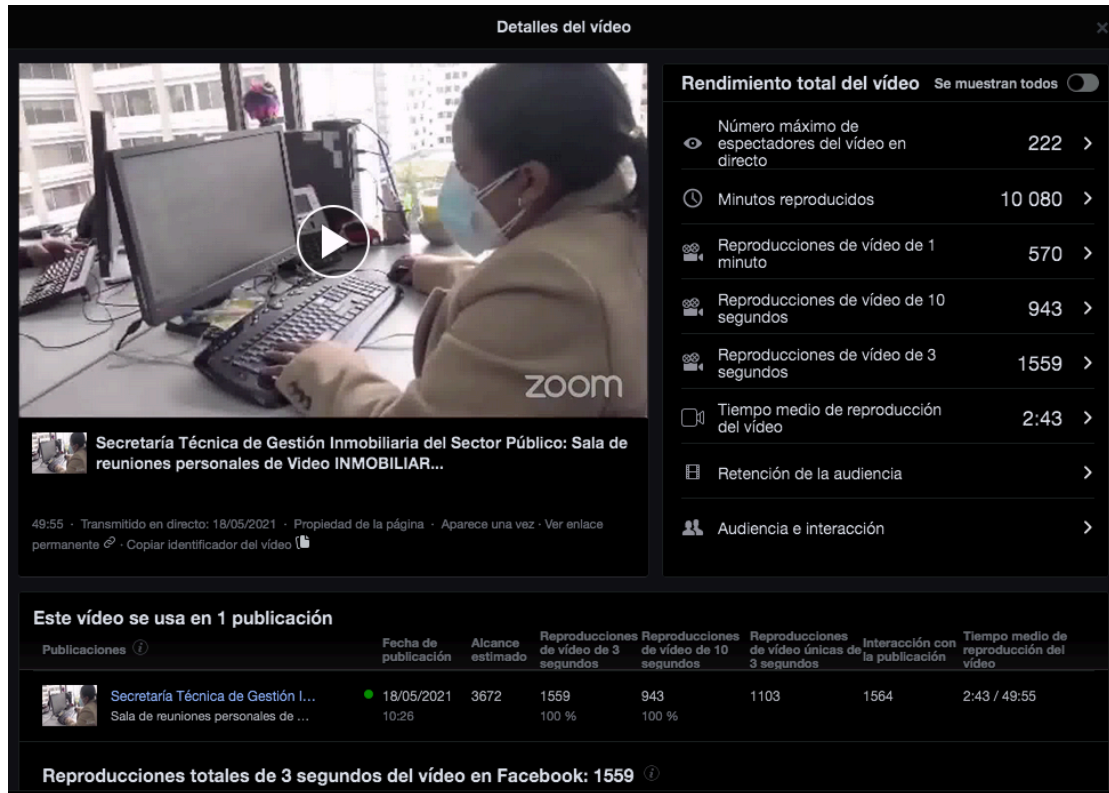 Detalles del vídeo
zoom
Secretaría Técnica de Gestión Inmobiliaria del Sector Público: Sala de
reuniones personales de Video INMOBILIAR...
49:55 · Transmitido en directo: 18/05/2021 · Propiedad de la página · Aparece una vez · Ver enlace
permanente · Copiar identificador del vídeo
Rendimiento total del vídeo Se muestran todos
Número máximo de
espectadores del vídeo en
directo
222
Minutos reproducidos 10 080
Reproducciones de vídeo de 1
minuto
570
Reproducciones de vídeo de 10
segundos
943
Reproducciones de vídeo de 3
segundos
1559
Tiempo medio de reproducción
del vídeo
2:43
Retención de la audiencia
Audiencia e interacción
Este vídeo se usa en 1 publicación
Publicaciones
Fecha de
publicación
Alcance
estimado
Reproducciones
de vídeo de 3
segundos
Reproducciones
de vídeo de 10
segundos
Reproducciones
de vídeo únicas de
3 segundos
Interacción con
la publicación
Tiempo medio de
reproducción del
vídeo
Secretaría Técnica de Gestión I... 18/05/2021 3672 1559 943 1103 1564 2:43 / 49:55
Sala de reuniones personales de ... 10:26 100 % 100 %
Reproducciones totales de 3 segundos del vídeo en Facebook: 1559